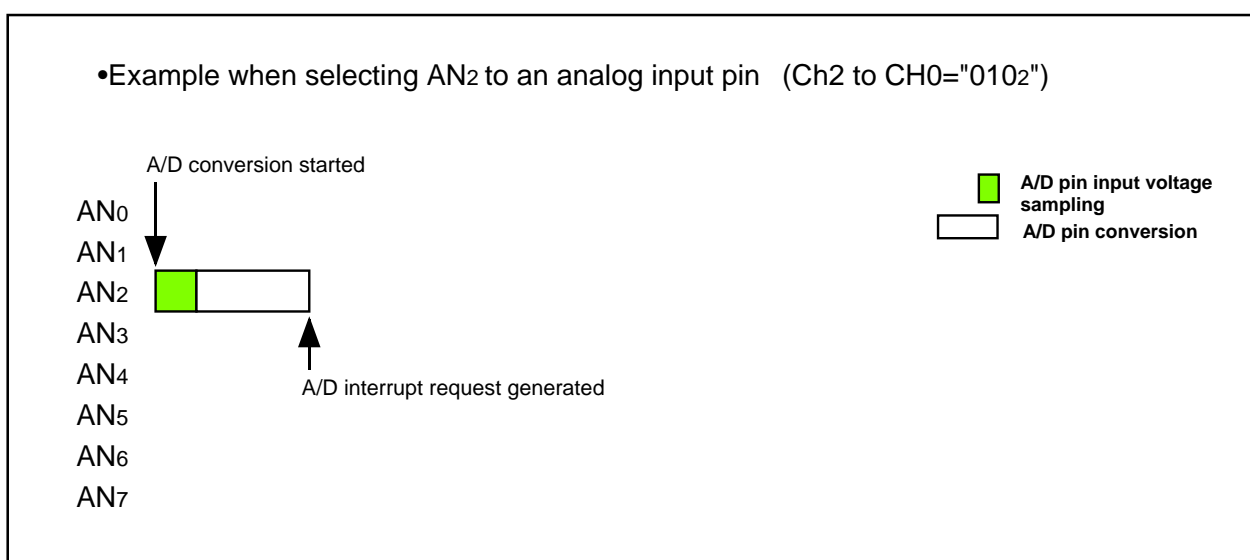 •Example when selecting AN2 to an analog input pin (Ch2 to CH0="0102")
A/D conversion started
A/D pin input voltage
sampling
A/D pin conversion
AN0
AN1
AN2
AN3
AN4
A/D interrupt request generated
AN5
AN6
AN7